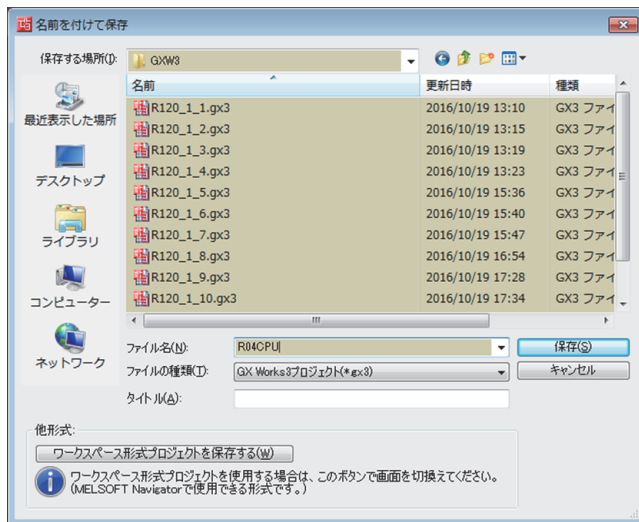 名前を付けて保存
保存する場所(I):
GXW3
名前 更新日時 種類
R120_1_1.gx3 2016/10/19 13:10 GX3 ファイ
R120_1_2.gx3 2016/10/19 13:15 GX3 ファイ
R120_1_3.gx3 2016/10/19 13:19 GX3 ファイ
R120_1_4.gx3 2016/10/19 13:23 GX3 ファイ
R120_1_5.gx3 2016/10/19 15:36 GX3 ファイ
R120_1_6.gx3 2016/10/19 15:40 GX3 ファイ
R120_1_7.gx3 2016/10/19 15:47 GX3 ファイ
R120_1_8.gx3 2016/10/19 16:54 GX3 ファイ
R120_1_9.gx3 2016/10/19 17:28 GX3 ファイ
R120_1_10.gx3 2016/10/19 17:34 GX3 ファイ
最近表示した場所
デスクトップ
ライブラリ
コンピューター
ネットワーク
ファイル名(N): R04CPU 保存(S)
ファイルの種類(T): GX Works3プロジェクト(*.gx3) キャンセル
タイトル(A):
他形式:
ワークスペース形式プロジェクトを保存する(W)
ワークスペース形式プロジェクトを使用する場合は、このボタンで画面を切換えてください。
(MELSOFT Navigatorで使用できる形式です。)